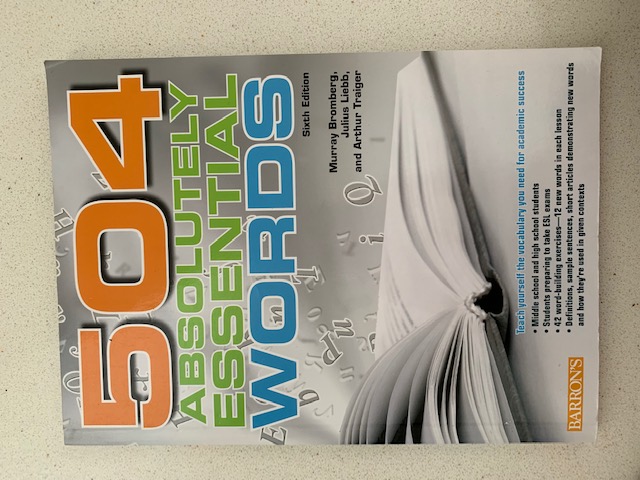 504
ABSOLUTELY
ESSENTIAL
WORDS
Sixth Edition
Murray Bromberg,
Julius Liebb,
and Arthur Traiger
Teach yourself the vocabulary you need for academic success
• Middle school and high school students
• Students preparing to take ESL exams
• 42 word-building exercises—12 new words in each lesson
• Definitions, sample sentences, short articles demonstrating new words
and how they're used in given contexts
BARRON'S